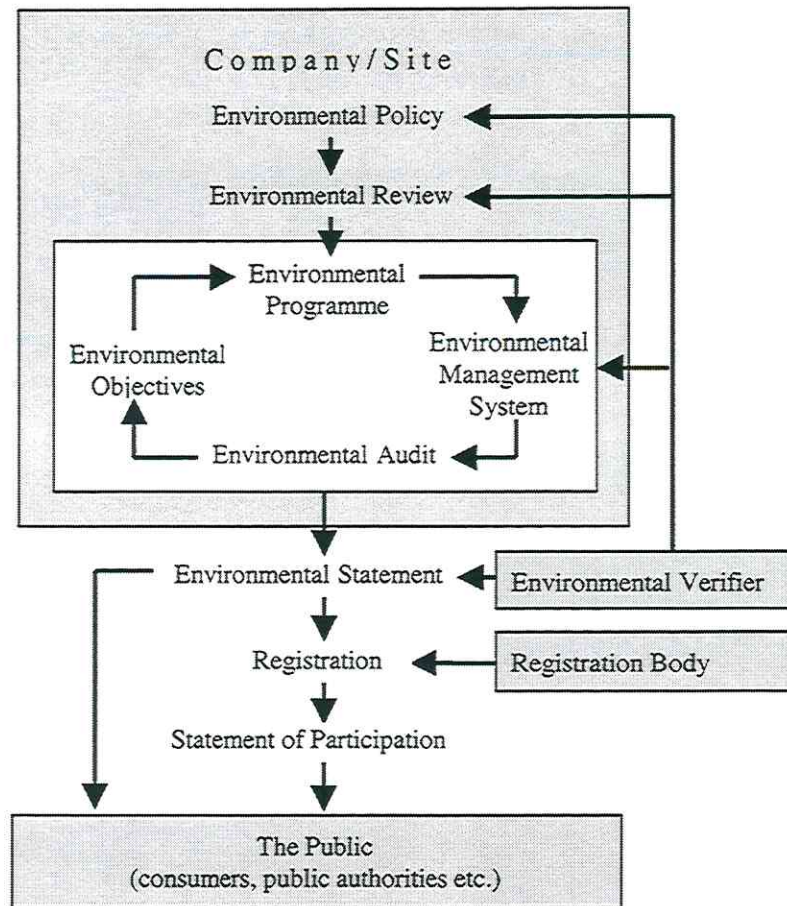 Company/Site
Environmental Policy
Environmental Review
Environmental
Programme
Environmental
Objectives
Environmental
Management
System
Environmental Audit
Environmental Statement
Environmental Verifier
Registration
Registration Body
Statement of Participation
The Public
(consumers, public authorities etc.)